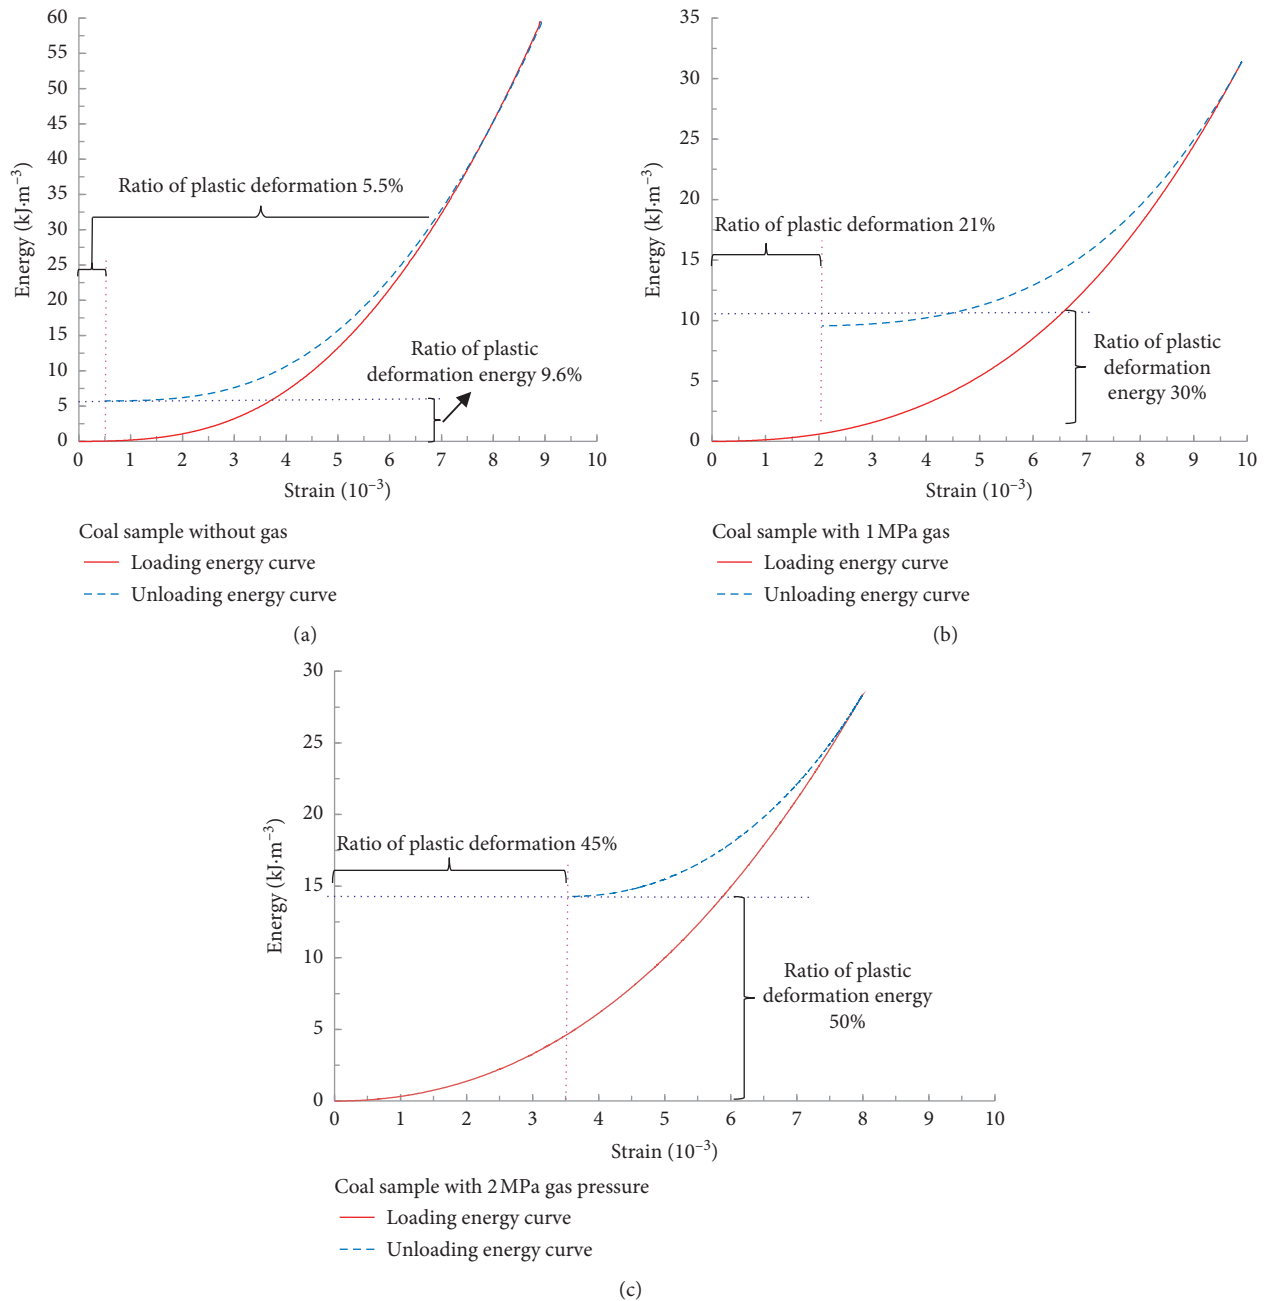 60
55
50
45
40
35
30
25
20
15
10
5
0
Energy (kJ·m⁻³)
Ratio of plastic deformation 5.5%
Ratio of plastic
deformation energy 9.6%
0 1 2 3 4 5 6 7 8 9 10
Strain (10⁻³)
Coal sample without gas
Loading energy curve
Unloading energy curve
(a)
35
30
25
20
15
10
5
0
Energy (kJ·m⁻³)
Ratio of plastic deformation 21%
Ratio of plastic
deformation
energy 30%
0 1 2 3 4 5 6 7 8 9 10
Strain (10⁻³)
Coal sample with 1 MPa gas
Loading energy curve
Unloading energy curve
(b)
30
25
20
15
10
5
0
Energy (kJ·m⁻³)
Ratio of plastic deformation 45%
Ratio of plastic
deformation energy
50%
0 1 2 3 4 5 6 7 8 9 10
Strain (10⁻³)
Coal sample with 2 MPa gas pressure
Loading energy curve
Unloading energy curve
(c)